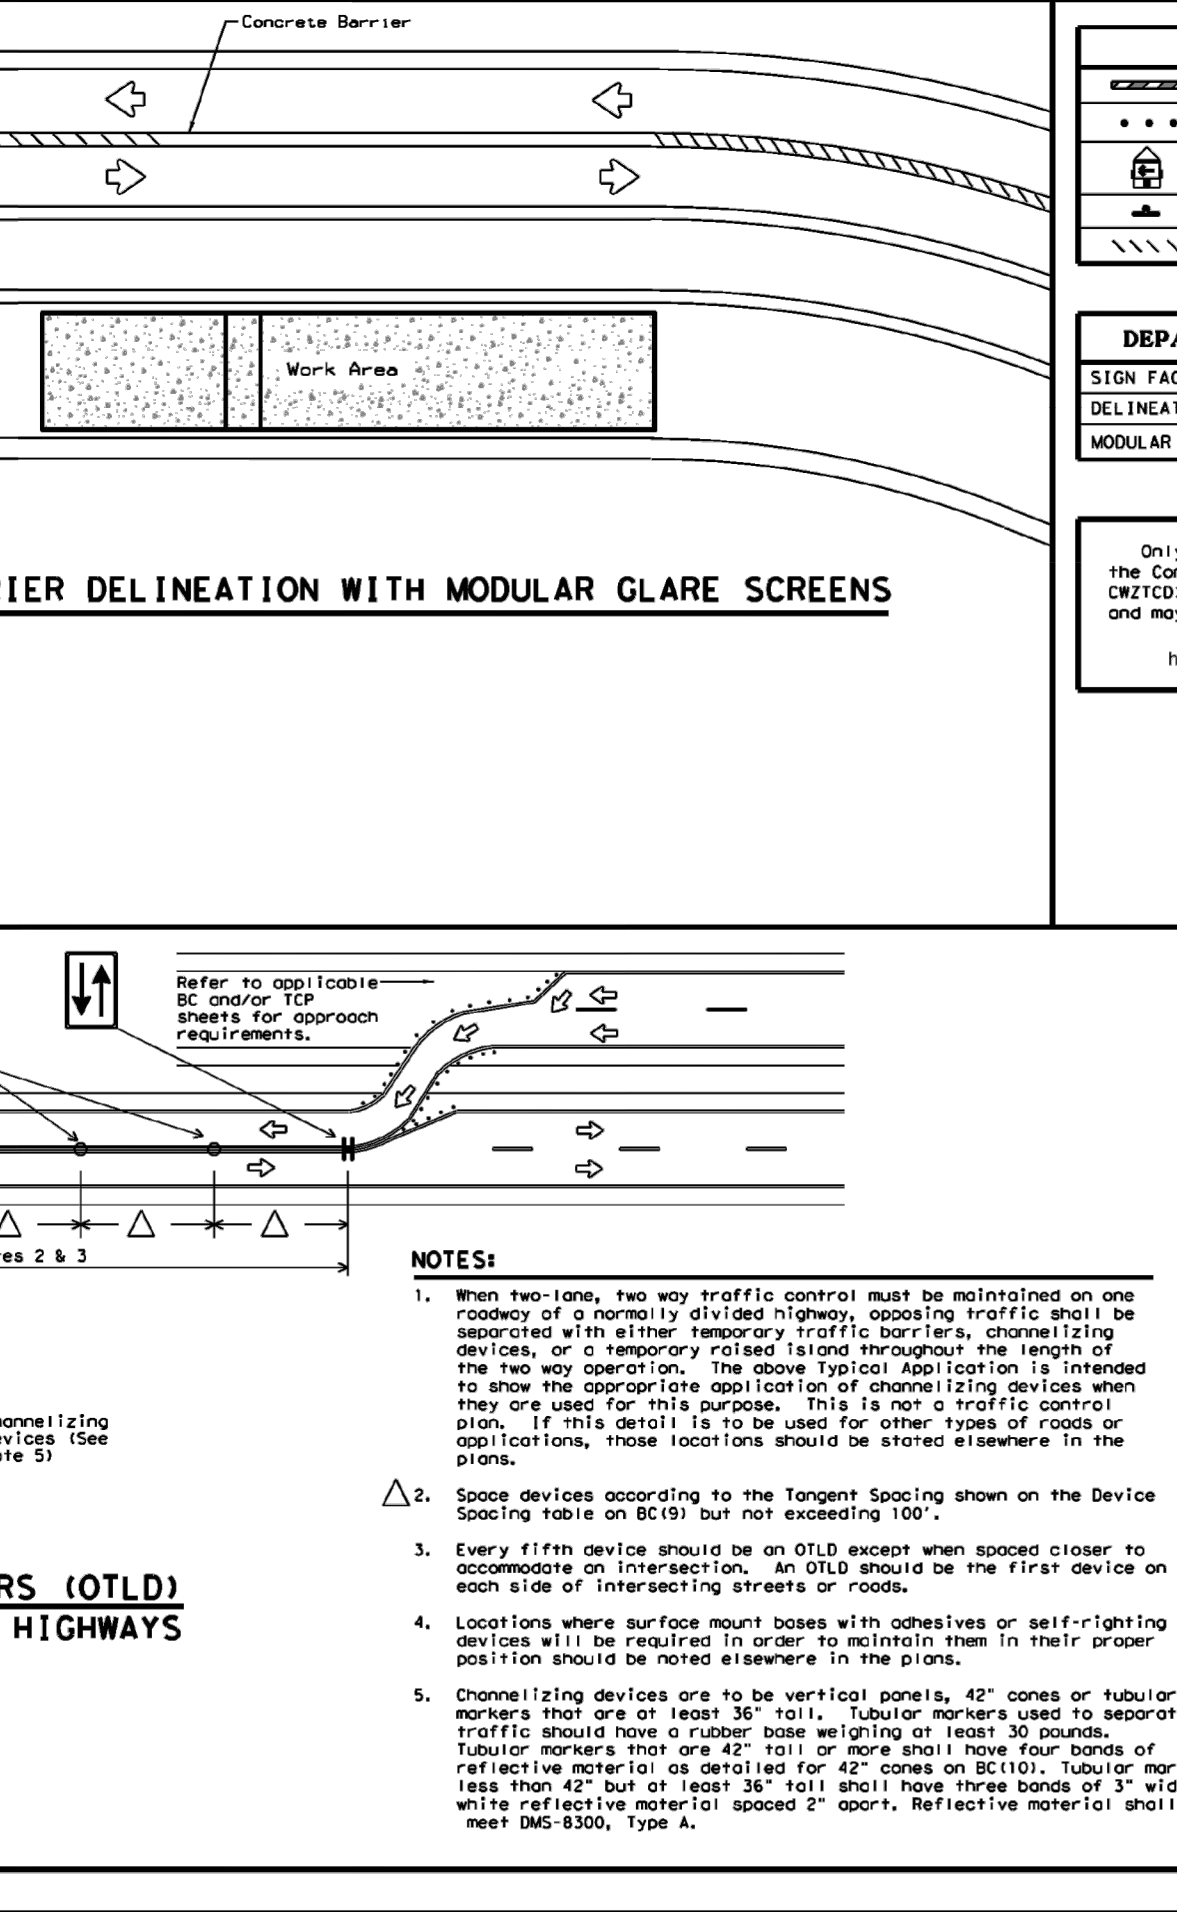 Concrete Barrier
Work Area
IER DELINEATION WITH MODULAR GLARE SCREENS
DEPA
SIGN FAC
DELINEAT
MODULAR
Onl
the Con
CWZTCD
and may
h
Refer to applicable
BC and/or TCP
sheets for approach
requirements.
es 2 & 3
annelizing
evices (See
te 5)
RS (OTLD)
HIGHWAYS
NOTES:
1. When two-lane, two way traffic control must be maintained on one
roadway of a normally divided highway, opposing traffic shall be
separated with either temporary traffic barriers, channelizing
devices, or a temporary raised island throughout the length of
the two way operation. The above Typical Application is intended
to show the appropriate application of channelizing devices when
they are used for this purpose. This is not a traffic control
plan. If this detail is to be used for other types of roads or
applications, those locations should be stated elsewhere in the
plans.
2. Space devices according to the Tangent Spacing shown on the Device
Spacing table on BC(9) but not exceeding 100'.
3. Every fifth device should be an OTLD except when spaced closer to
accommodate an intersection. An OTLD should be the first device on
each side of intersecting streets or roads.
4. Locations where surface mount bases with adhesives or self-righting
devices will be required in order to maintain them in their proper
position should be noted elsewhere in the plans.
5. Channelizing devices are to be vertical panels, 42" cones or tubular
markers that are at least 36" tall. Tubular markers used to separat
traffic should have a rubber base weighing at least 30 pounds.
Tubular markers that are 42" tall or more shall have four bands of
reflective material as detailed for 42" cones on BC(10). Tubular mar
less than 42" but at least 36" tall shall have three bands of 3" wid
white reflective material spaced 2" apart. Reflective material shall
meet DMS-8300, Type A.